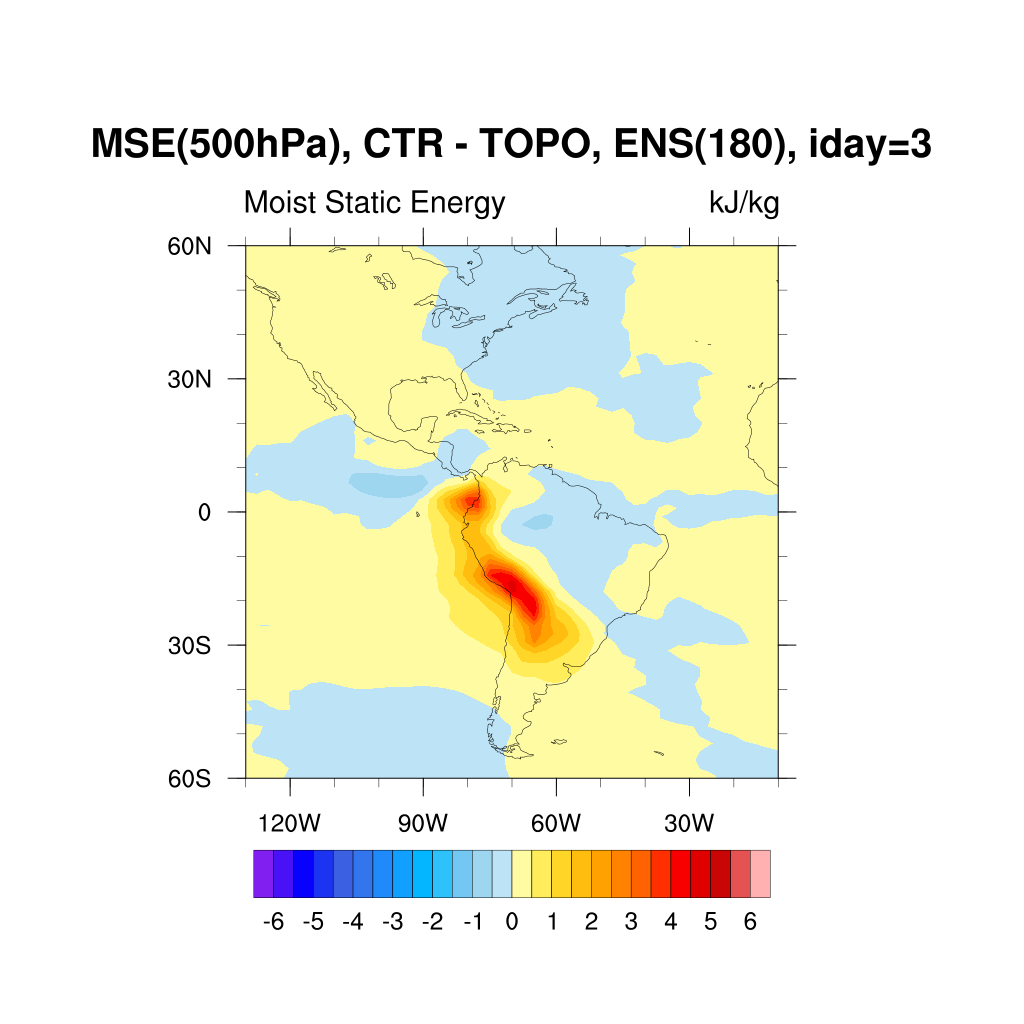 MSE(500hPa), CTR - TOPO, ENS(180), iday=3
Moist Static Energy kJ/kg
60N
30N
0
30S
60S
120W 90W 60W 30W
-6 -5 -4 -3 -2 -1 0 1 2 3 4 5 6